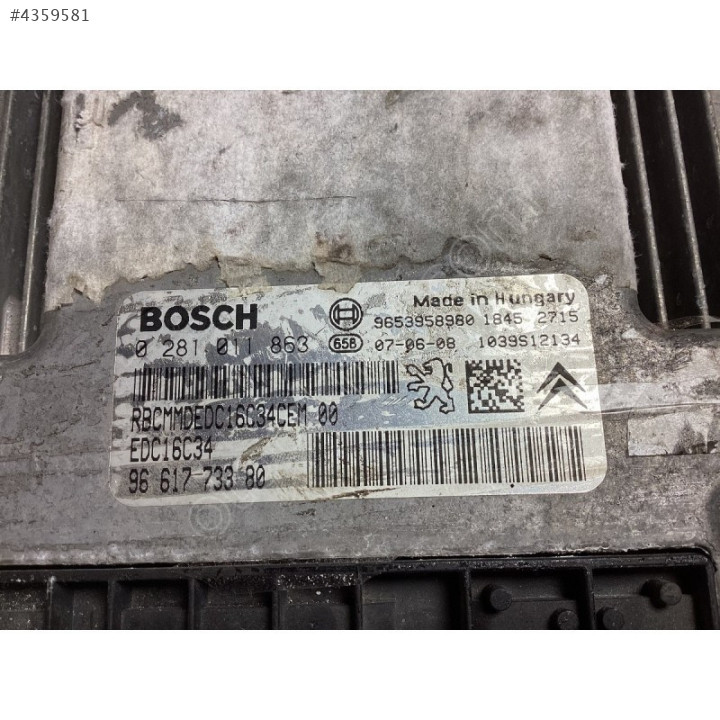 #4359581
Made in Hungary
BOSCH
9653958980 1845 2715
0 281 011 863 658 07-06-08 1039S12134
RBCMMDEDC16C34CEM 00
EDC16C34
96 617 733 80